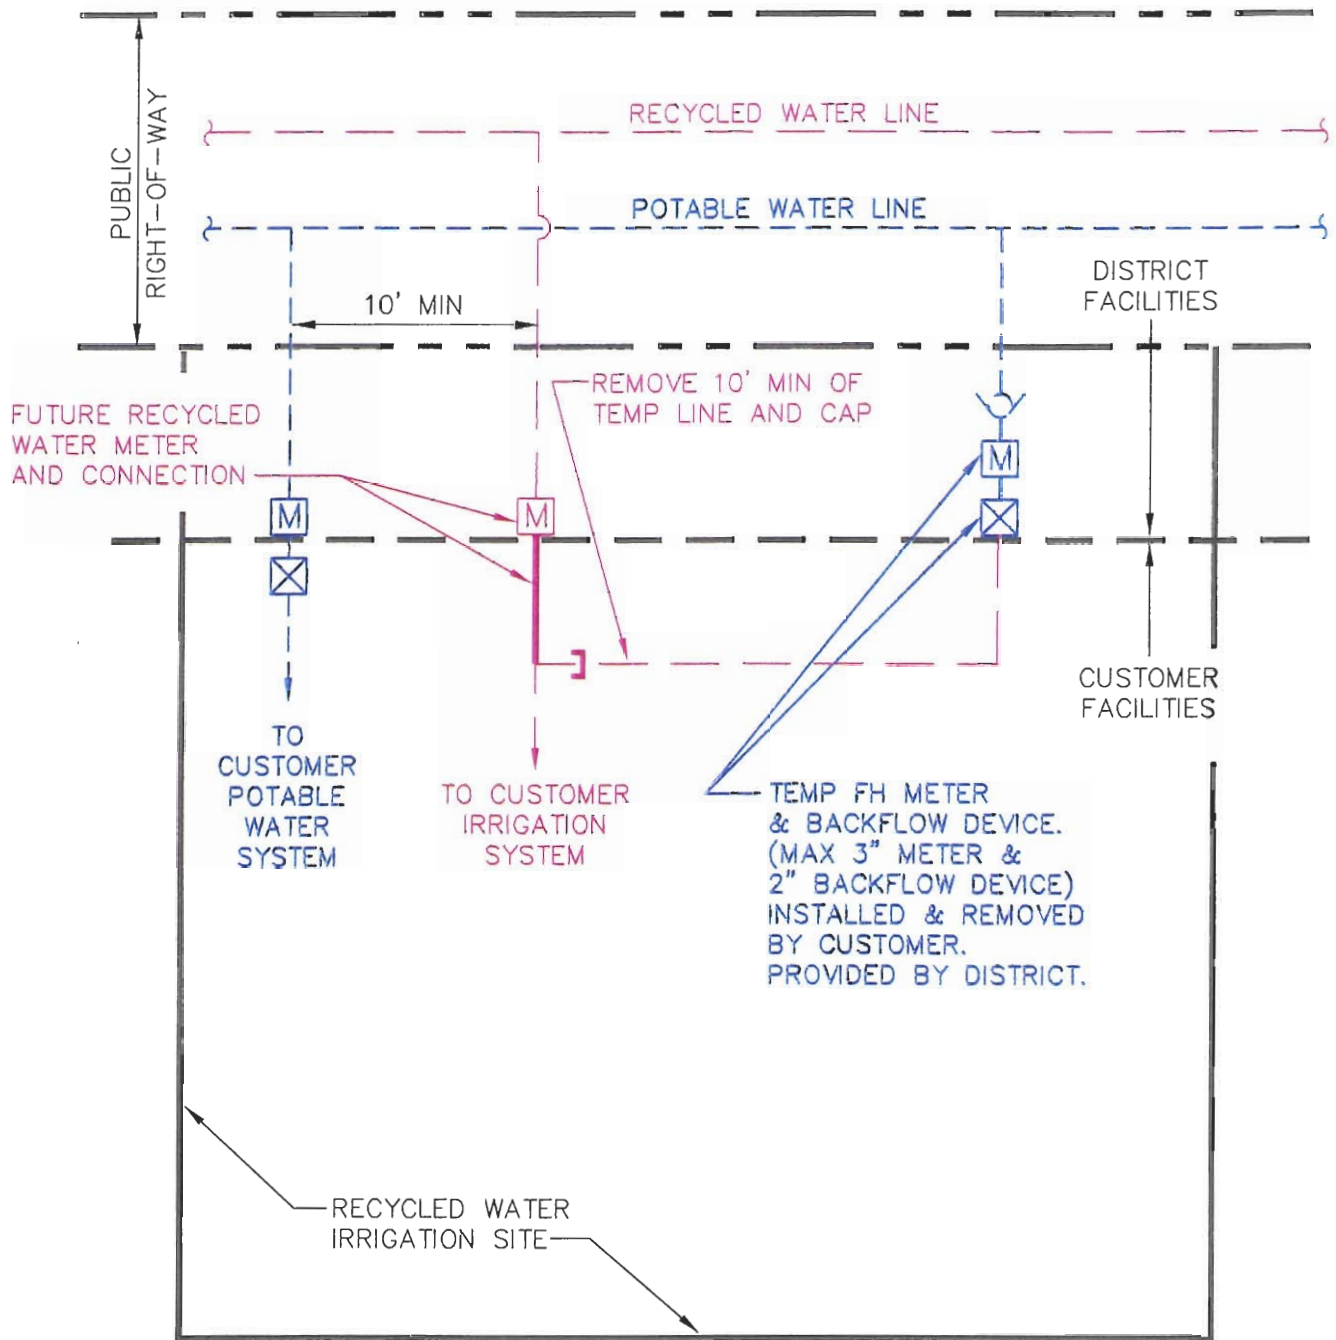 RECYCLED WATER LINE
PUBLIC
RIGHT-OF-WAY
POTABLE WATER LINE
DISTRICT
FACILITIES
10' MIN
REMOVE 10' MIN OF
TEMP LINE AND CAP
FUTURE RECYCLED
WATER METER
AND CONNECTION
M
M
M
CUSTOMER
FACILITIES
TO
CUSTOMER
POTABLE
WATER
SYSTEM
TO CUSTOMER
IRRIGATION
SYSTEM
TEMP FH METER
& BACKFLOW DEVICE.
(MAX 3" METER &
2" BACKFLOW DEVICE)
INSTALLED & REMOVED
BY CUSTOMER.
PROVIDED BY DISTRICT.
RECYCLED WATER
IRRIGATION SITE